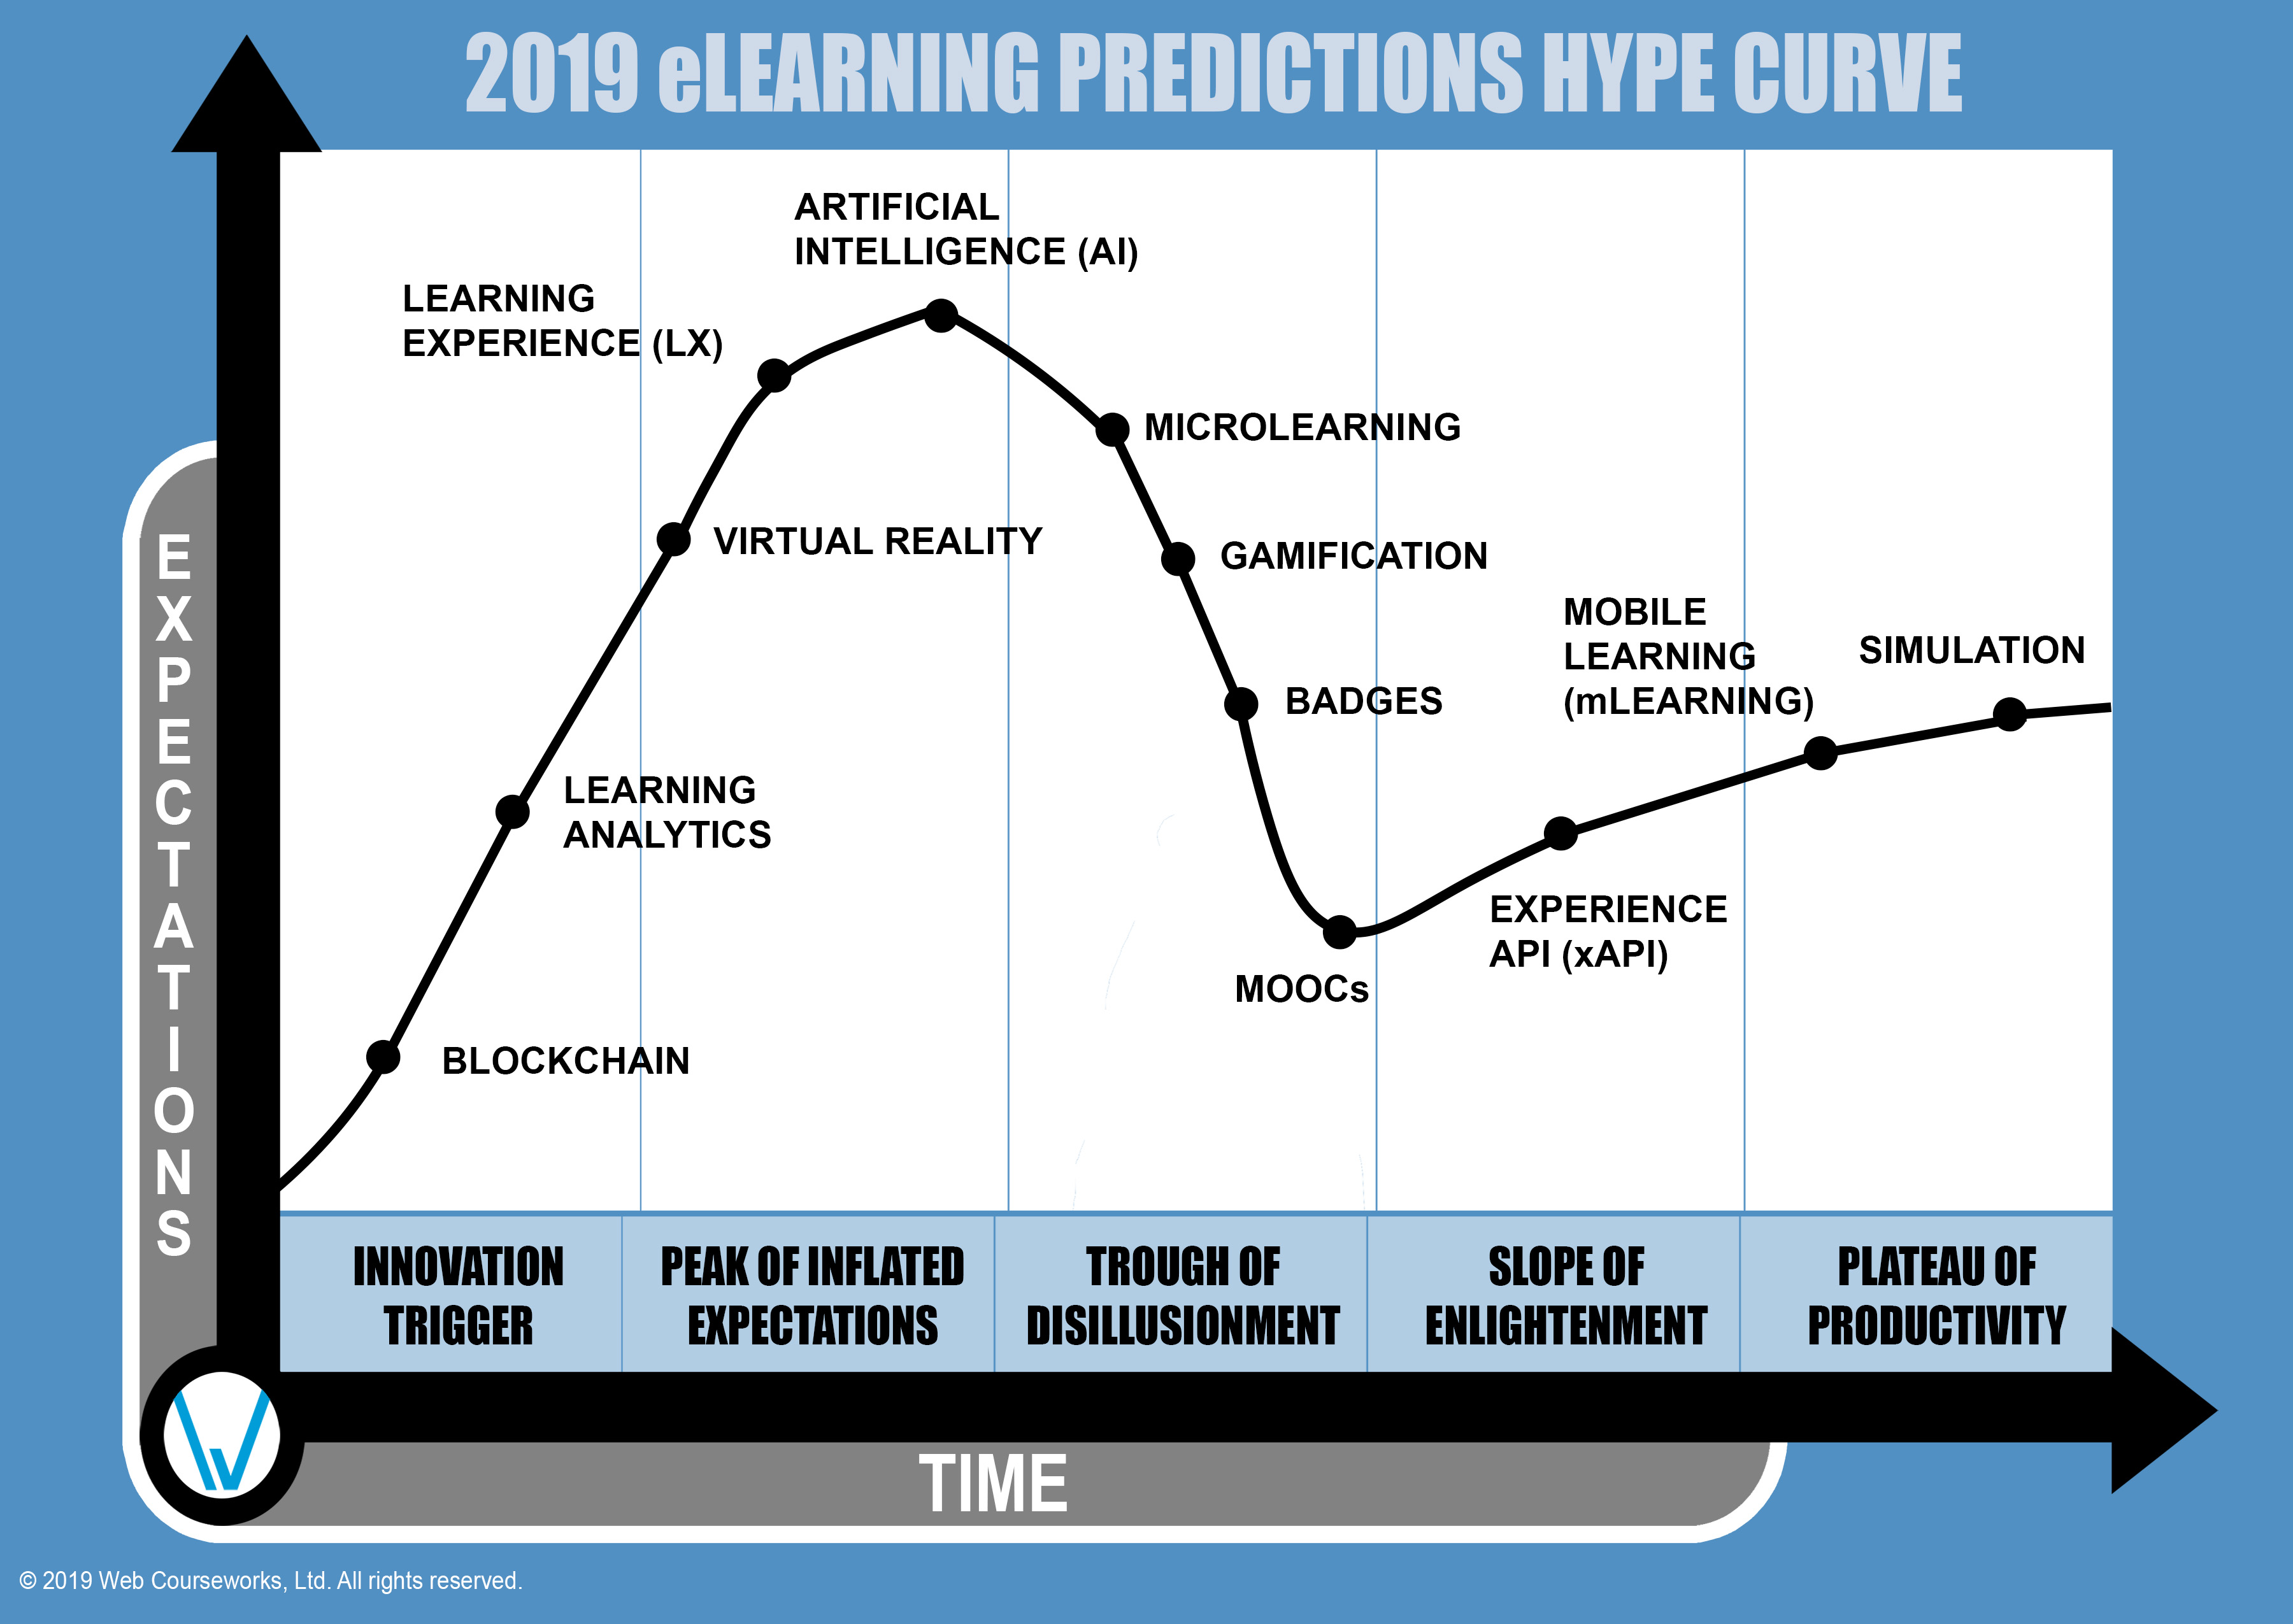 2019 eLEARNING PREDICTIONS HYPE CURVE
ARTIFICIAL
INTELLIGENCE (AI)
LEARNING
EXPERIENCE (LX)
MICROLEARNING
VIRTUAL REALITY
GAMIFICATION
MOBILE
LEARNING
(mLEARNING)
SIMULATION
BADGES
LEARNING
ANALYTICS
EXPERIENCE
API (xAPI)
MOOCs
BLOCKCHAIN
EXPECTATIONS
INNOVATION
TRIGGER
PEAK OF INFLATED
EXPECTATIONS
TROUGH OF
DISILLUSIONMENT
SLOPE OF
ENLIGHTENMENT
PLATEAU OF
PRODUCTIVITY
TIME
© 2019 Web Courseworks, Ltd. All rights reserved.